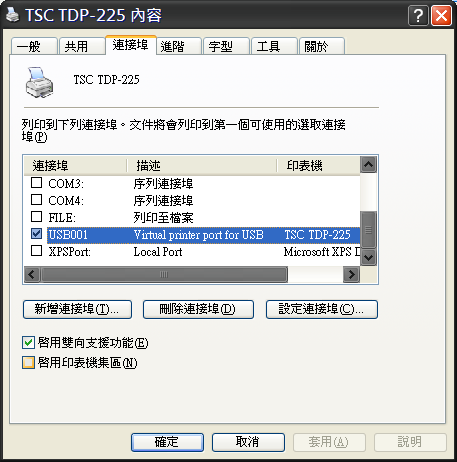 TSC TDP-225 內容
一般 共用 連接埠 進階 字型 工具 關於
TSC TDP-225
列印到下列連接埠。文件將會列印到第一個可使用的選取連接
埠(P)
連接埠 描述 印表機
COM3: 序列連接埠
COM4: 序列連接埠
FILE: 列印至檔案
USB001 Virtual printer port for USB TSC TDP-225
XPSPort: Local Port Microsoft XPS D
新增連接埠(T)... 刪除連接埠(D) 設定連接埠(C)...
啓用雙向支援功能(E)
啓用印表機集區(N)
確定 取消 套用(A) 說明